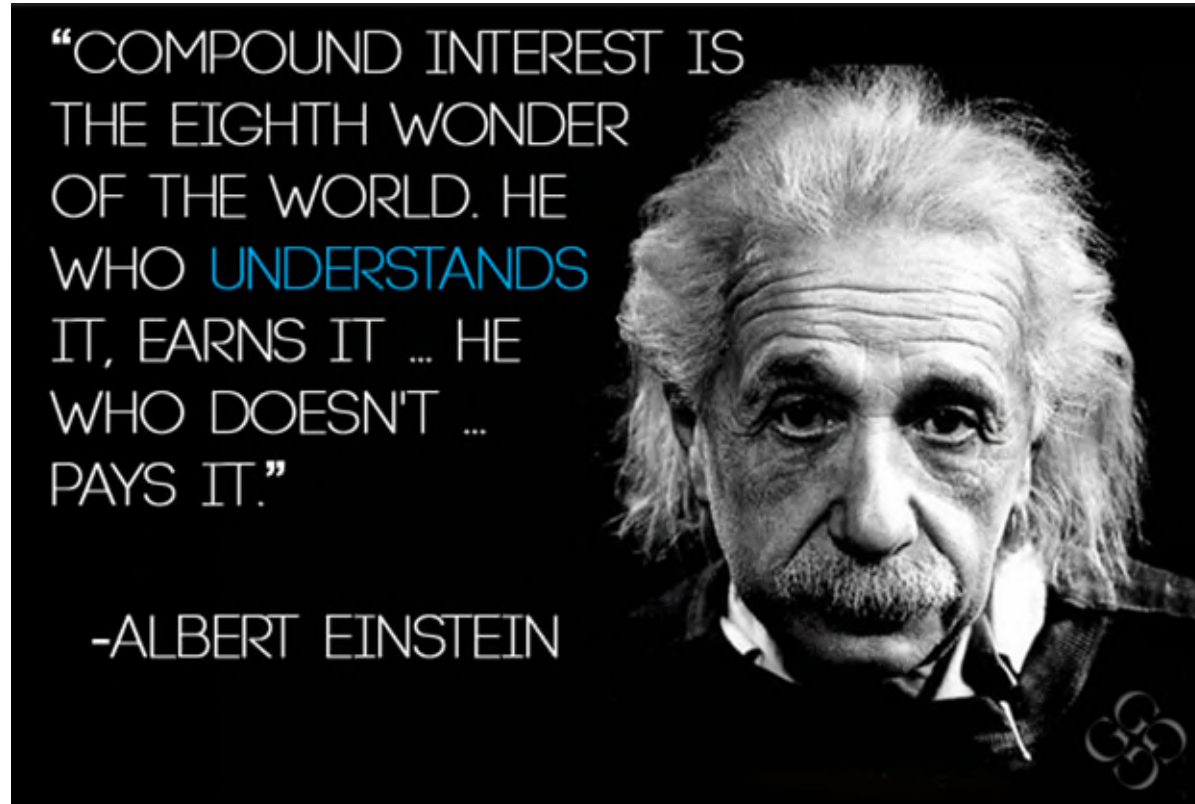 “COMPOUND INTEREST IS
THE EIGHTH WONDER
OF THE WORLD. HE
WHO UNDERSTANDS
IT, EARNS IT ... HE
WHO DOESN'T ...
PAYS IT.”
-ALBERT EINSTEIN